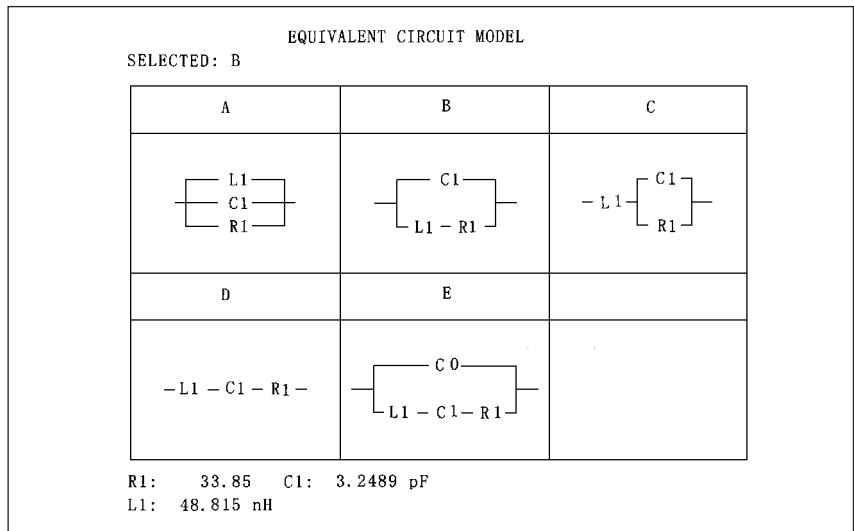 EQUIVALENT CIRCUIT MODEL
SELECTED: B
A B C
L1 C1 C1
C1 L1 R1 L1
R1 R1
D E
C0
L1 C1 R1 L1 C1 R1
R1: 33.85 C1: 3.2489 pF
L1: 48.815 nH